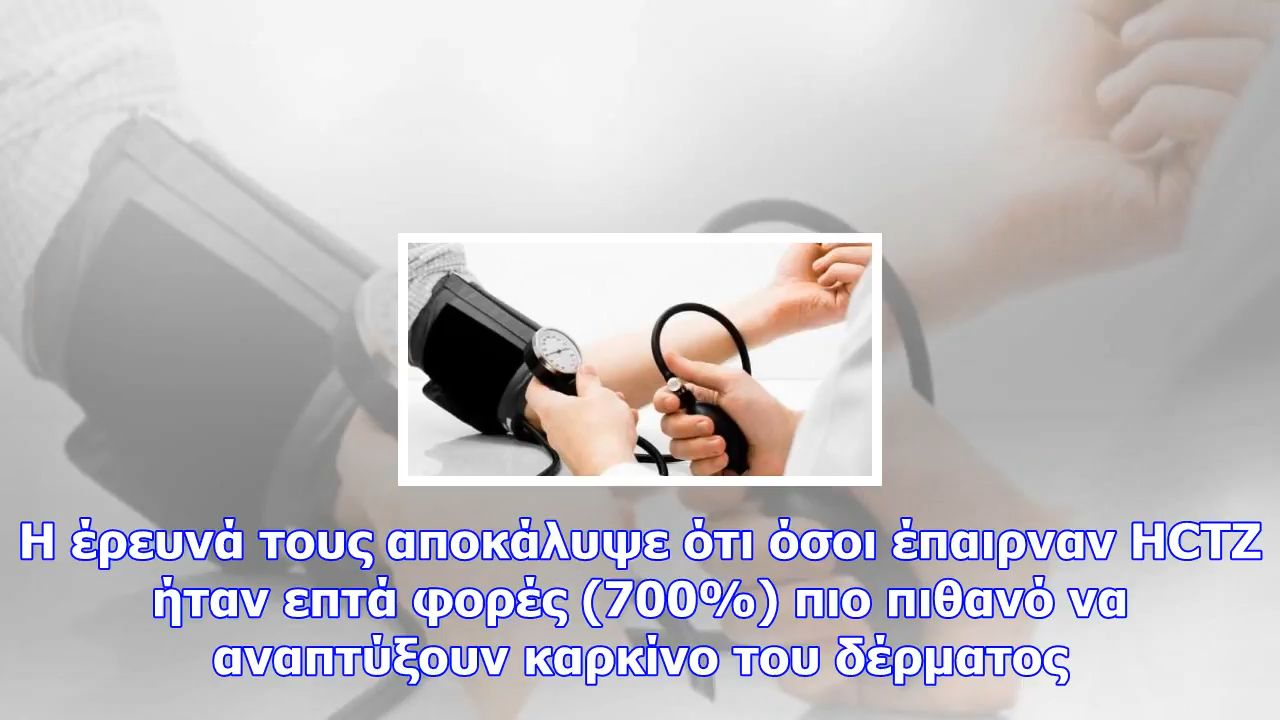 Η έρευνά τους αποκάλυψε ότι όσοι έπαιρναν HCTZ
ήταν επτά φορές (700%) πιο πιθανό να
αναπτύξουν καρκίνο του δέρματος